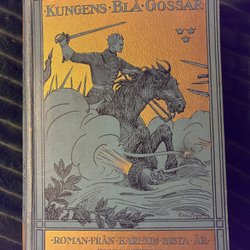 KUNGENS·BLÅ·GOSSAR
·ROMAN·FRÅN·KARL·XII:S SISTA·ÅR·